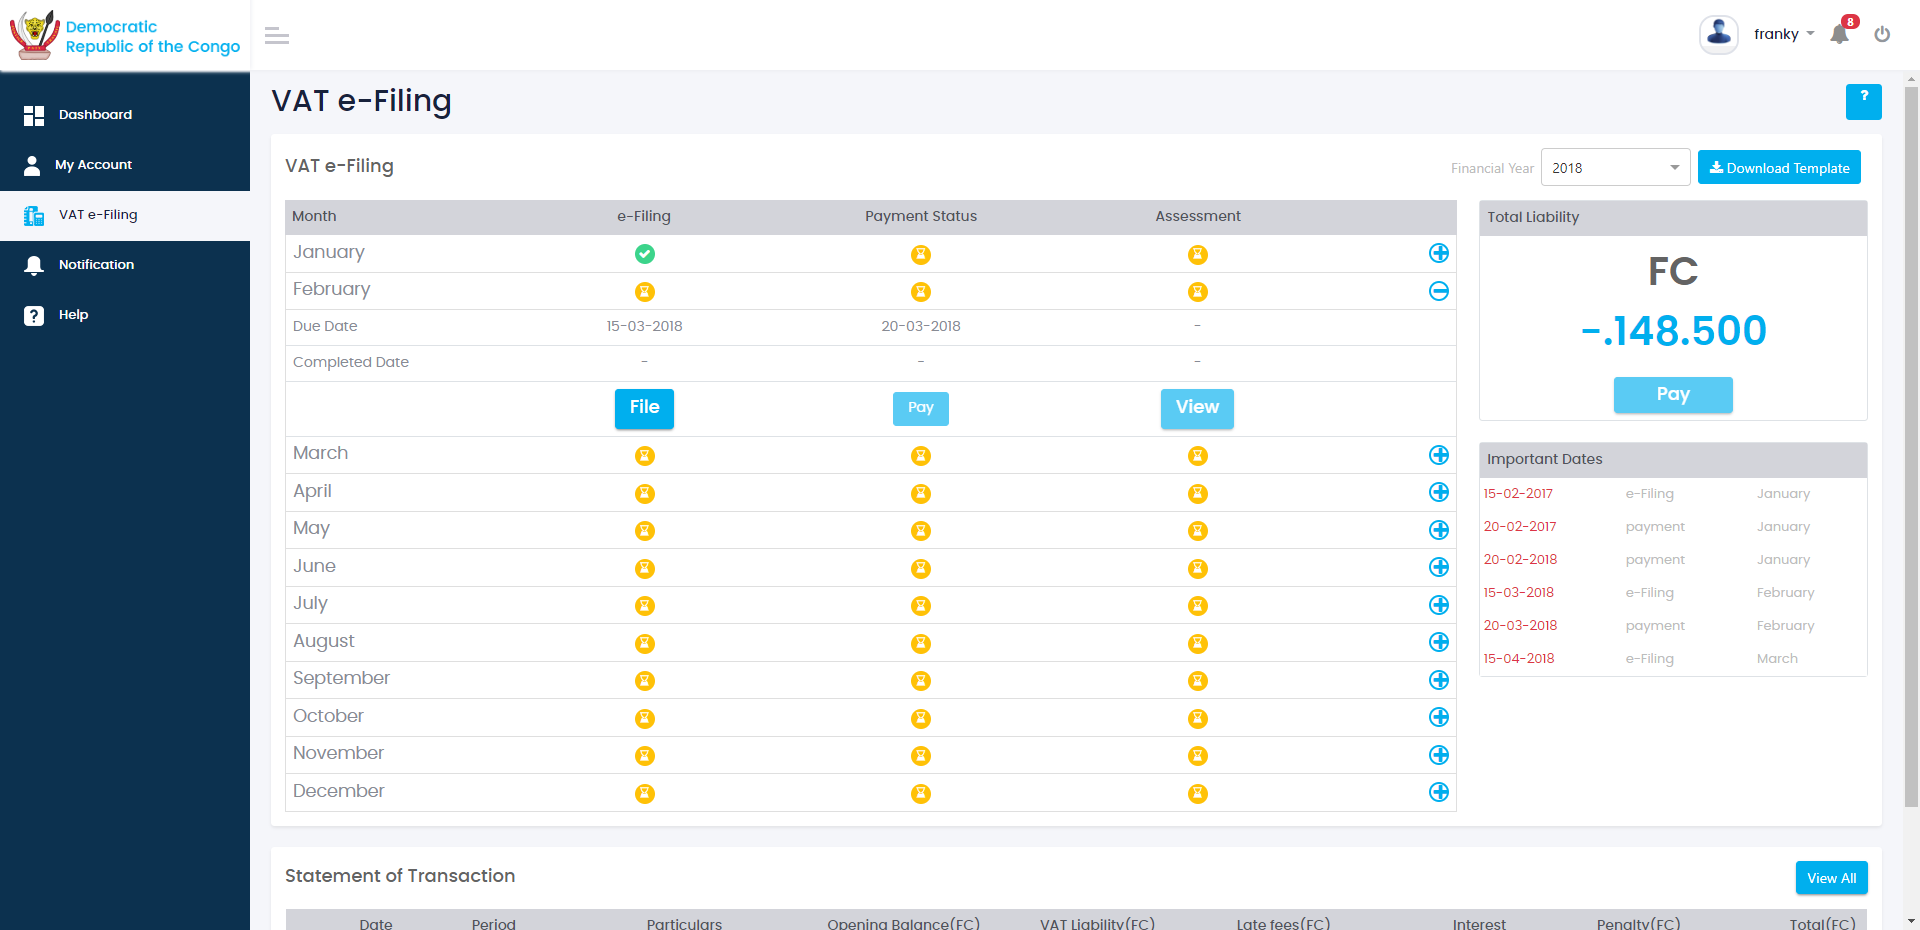 Democratic
Republic of the Congo
franky
8
Dashboard
My Account
VAT e-Filing
Notification
Help
VAT e-Filing
?
VAT e-Filing
Financial Year 2018 Download Template
Month e-Filing Payment Status Assessment
January
February
Due Date 15-03-2018 20-03-2018 -
Completed Date - - -
File Pay View
March
April
May
June
July
August
September
October
November
December
Total Liability
FC
-.148.500
Pay
Important Dates
15-02-2017 e-Filing January
20-02-2017 payment January
20-02-2018 payment January
15-03-2018 e-Filing February
20-03-2018 payment February
15-04-2018 e-Filing March
Statement of Transaction
View All
Date Period Particulars Opening Balance(FC) VAT Liability(FC) Late fees(FC) Interest Penalty(FC) Total(FC)